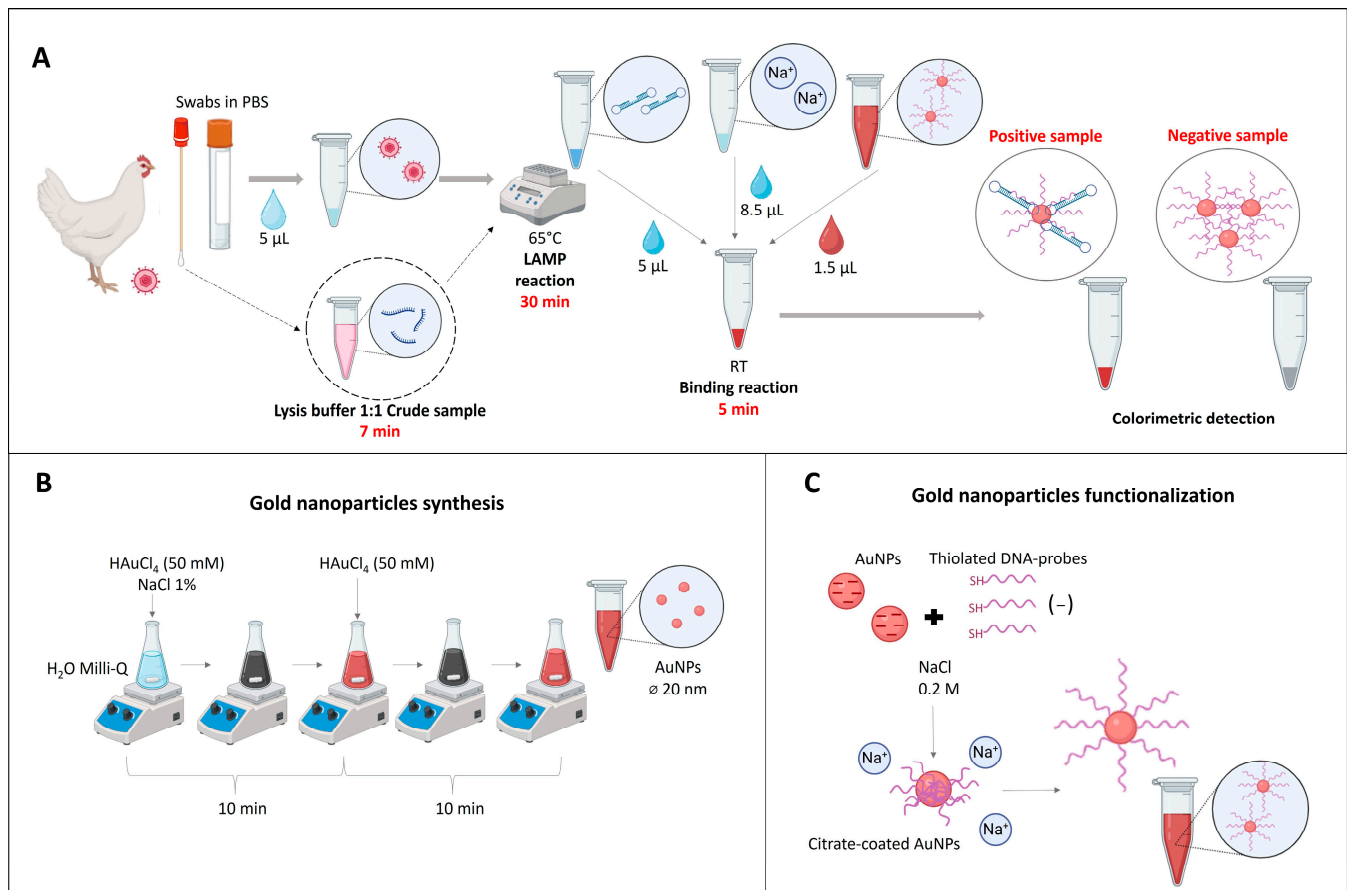 A
Swabs in PBS
5 µL
65°C
LAMP
reaction
30 min
Lysis buffer 1:1 Crude sample
7 min
Na⁺
Na⁺
5 µL
8.5 µL
1.5 µL
RT
Binding reaction
5 min
Positive sample
Negative sample
Colorimetric detection
B
Gold nanoparticles synthesis
HAuCl₄ (50 mM)
NaCl 1%
HAuCl₄ (50 mM)
H₂O Milli-Q
AuNPs
⌀ 20 nm
10 min
10 min
C
Gold nanoparticles functionalization
AuNPs
Thiolated DNA-probes
+
SH
SH
SH
(−)
NaCl
0.2 M
Na⁺
Na⁺
Na⁺
Citrate-coated AuNPs